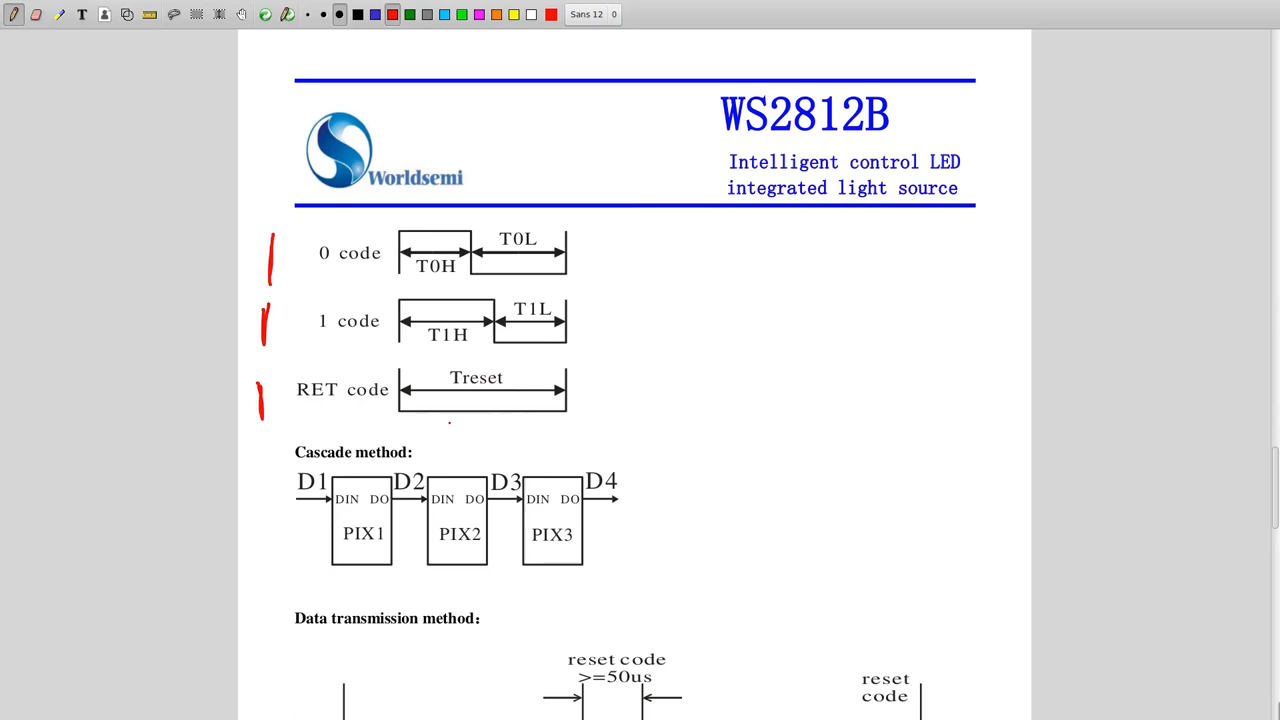 Sans 12 0
WS2812B
Intelligent control LED
integrated light source
Worldsemi
0 code T0H T0L
1 code T1H T1L
RET code Treset
Cascade method:
D1 D2 D3 D4
DIN DO DIN DO DIN DO
PIX1 PIX2 PIX3
Data transmission method:
reset code
>=50us
reset
code